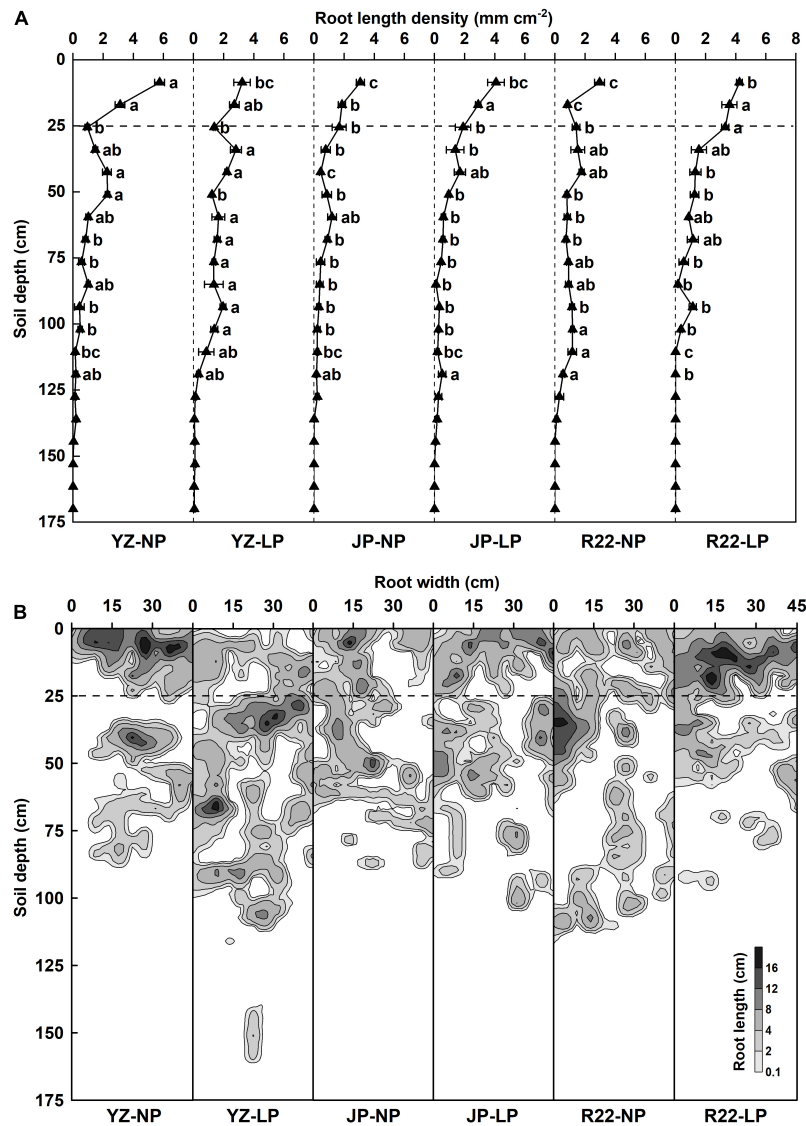 A
Root length density (mm cm-2)
0 2 4 6 0 2 4 6 0 2 4 6 0 2 4 6 0 2 4 6 0 2 4 6 8
Soil depth (cm)
0
a bc c bc c b
a ab b a c a
25
b b b b b a
ab a b b ab ab
a a c ab ab b
50
a b b b b b
ab a ab b b ab
b a b b b ab
75
b a b b ab b
ab a b b ab b
b a b b b b
100
b a b b a b
bc ab bc bc a c
ab ab ab a a b
125
150
175
YZ-NP YZ-LP JP-NP JP-LP R22-NP R22-LP
Root width (cm)
B
0 15 30 0 15 30 0 15 30 0 15 30 0 15 30 0 15 30 45
Soil depth (cm)
0
25
50
75
100
125
150
175
Root length (cm)
16
12
8
4
2
0.1
YZ-NP YZ-LP JP-NP JP-LP R22-NP R22-LP